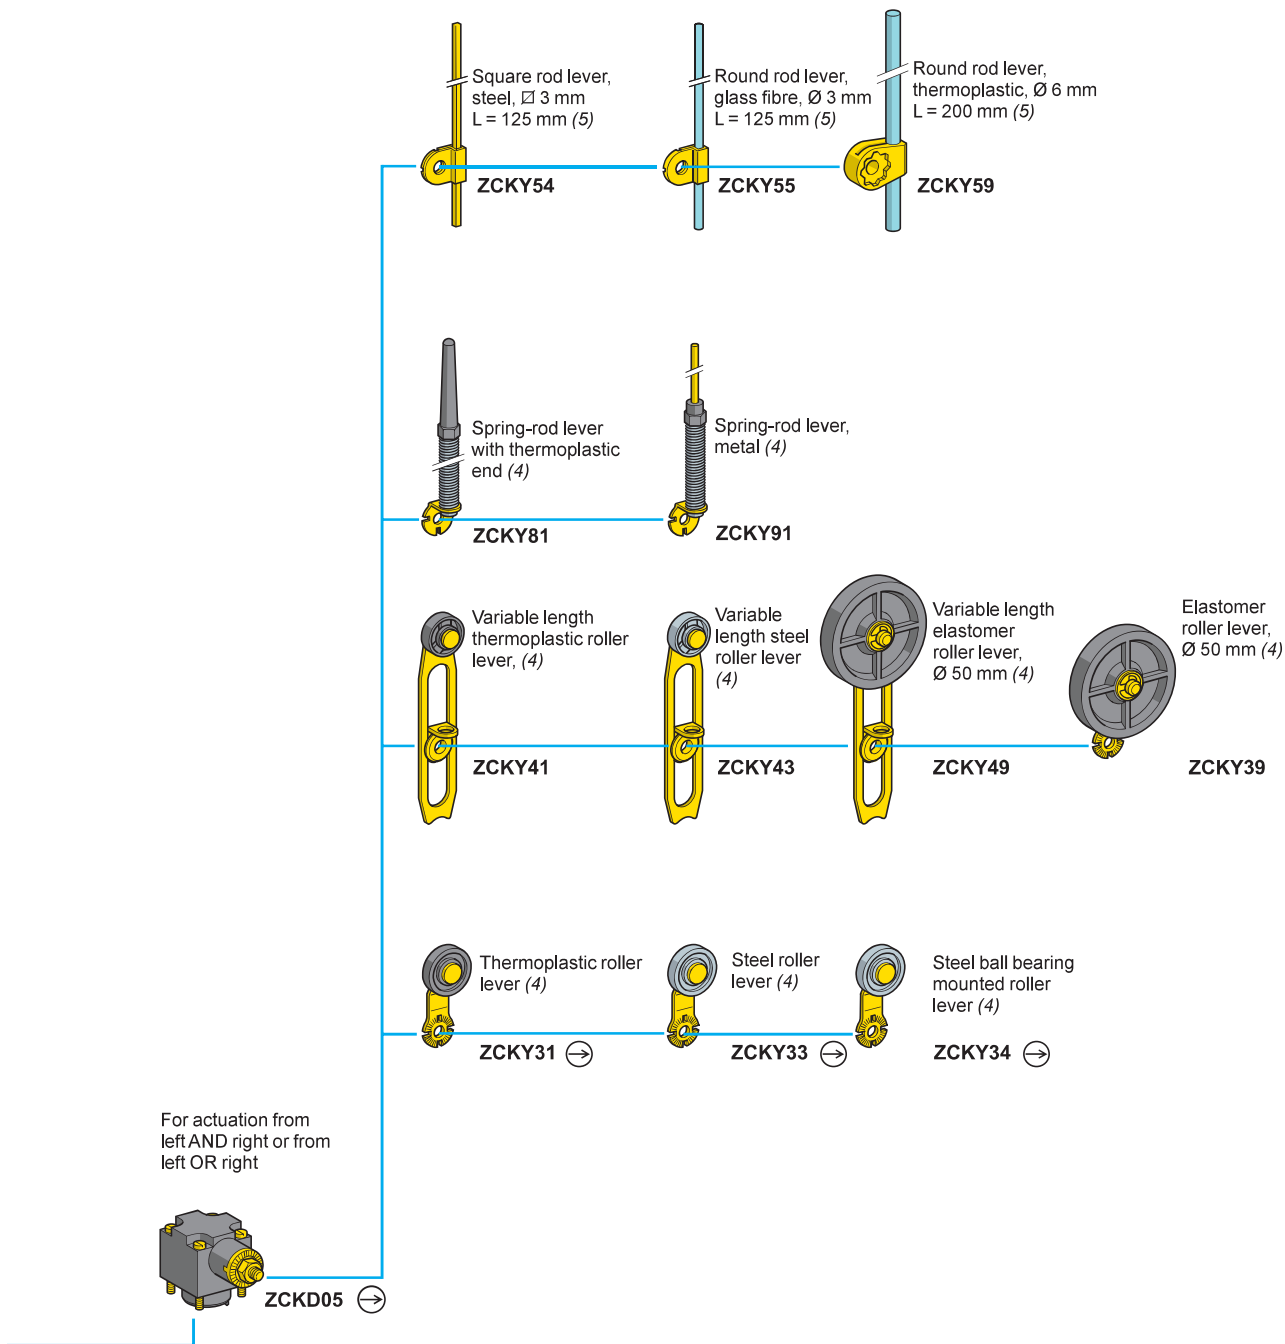 Square rod lever,
steel, ☐ 3 mm
L = 125 mm (5)
ZCKY54
Round rod lever,
glass fibre, Ø 3 mm
L = 125 mm (5)
ZCKY55
Round rod lever,
thermoplastic, Ø 6 mm
L = 200 mm (5)
ZCKY59
Spring-rod lever
with thermoplastic
end (4)
ZCKY81
Spring-rod lever,
metal (4)
ZCKY91
Variable length
thermoplastic roller
lever, (4)
ZCKY41
Variable
length steel
roller lever
(4)
ZCKY43
Variable length
elastomer
roller lever,
Ø 50 mm (4)
ZCKY49
Elastomer
roller lever,
Ø 50 mm (4)
ZCKY39
Thermoplastic roller
lever (4)
ZCKY31
Steel roller
lever (4)
ZCKY33
Steel ball bearing
mounted roller
lever (4)
ZCKY34
For actuation from
left AND right or from
left OR right
ZCKD05